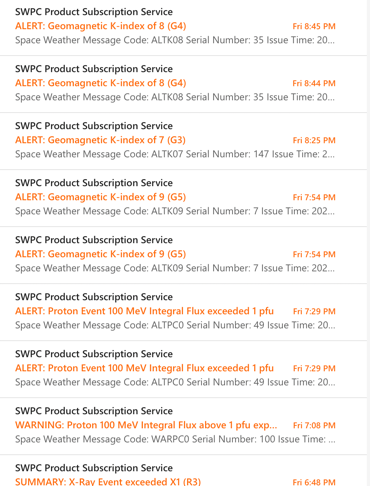 SWPC Product Subscription Service
ALERT: Geomagnetic K-index of 8 (G4) Fri 8:45 PM
Space Weather Message Code: ALTK08 Serial Number: 35 Issue Time: 20...
SWPC Product Subscription Service
ALERT: Geomagnetic K-index of 8 (G4) Fri 8:44 PM
Space Weather Message Code: ALTK08 Serial Number: 35 Issue Time: 20...
SWPC Product Subscription Service
ALERT: Geomagnetic K-index of 7 (G3) Fri 8:25 PM
Space Weather Message Code: ALTK07 Serial Number: 147 Issue Time: 2...
SWPC Product Subscription Service
ALERT: Geomagnetic K-index of 9 (G5) Fri 7:54 PM
Space Weather Message Code: ALTK09 Serial Number: 7 Issue Time: 202...
SWPC Product Subscription Service
ALERT: Geomagnetic K-index of 9 (G5) Fri 7:54 PM
Space Weather Message Code: ALTK09 Serial Number: 7 Issue Time: 202...
SWPC Product Subscription Service
ALERT: Proton Event 100 MeV Integral Flux exceeded 1 pfu Fri 7:29 PM
Space Weather Message Code: ALTPC0 Serial Number: 49 Issue Time: 20...
SWPC Product Subscription Service
ALERT: Proton Event 100 MeV Integral Flux exceeded 1 pfu Fri 7:29 PM
Space Weather Message Code: ALTPC0 Serial Number: 49 Issue Time: 20...
SWPC Product Subscription Service
WARNING: Proton 100 MeV Integral Flux above 1 pfu exp... Fri 7:08 PM
Space Weather Message Code: WARPC0 Serial Number: 100 Issue Time: ...
SWPC Product Subscription Service
SUMMARY: X-Ray Event exceeded X1 (R3) Fri 6:48 PM